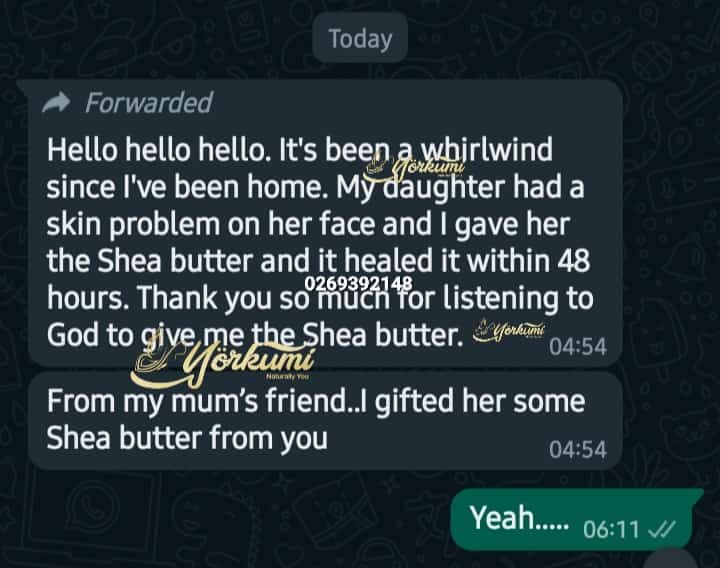 Today
Forwarded
Hello hello hello. It's been a whirlwind
Yörkumi
since I've been home. My daughter had a
skin problem on her face and I gave her
the Shea butter and it healed it within 48
0269392148
hours. Thank you so much for listening to
God to give me the Shea butter.
Yörkumi
04:54
Yörkumi
Naturally You
From my mum's friend..I gifted her some
Shea butter from you
04:54
Yeah.....
06:11